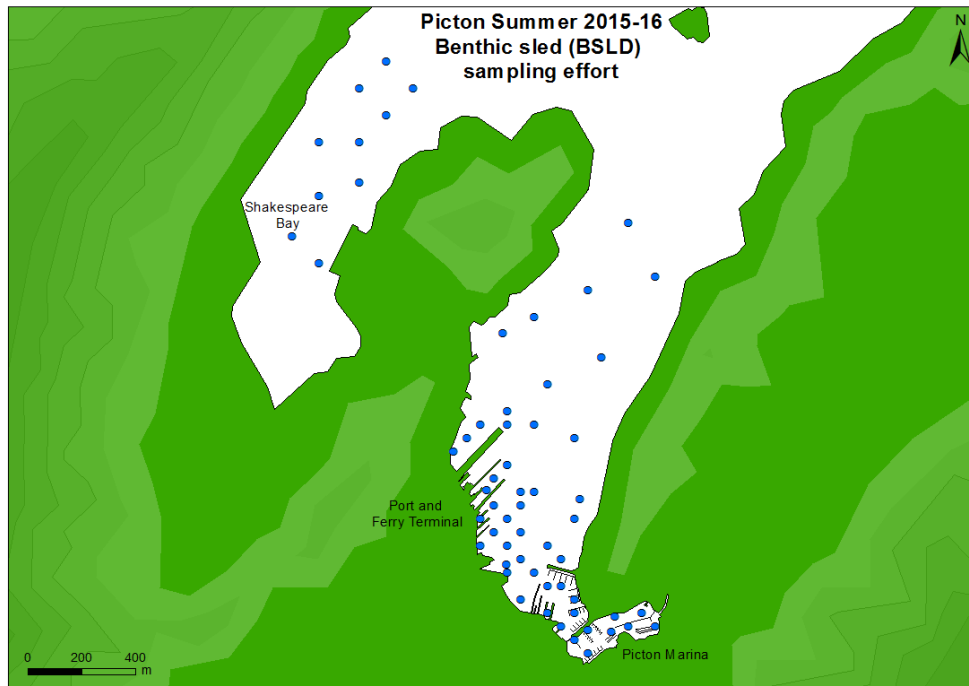 Picton Summer 2015-16
Benthic sled (BSLD)
sampling effort
N
Shakespeare
Bay
Port and
Ferry Terminal
Picton Marina
0 200 400
m